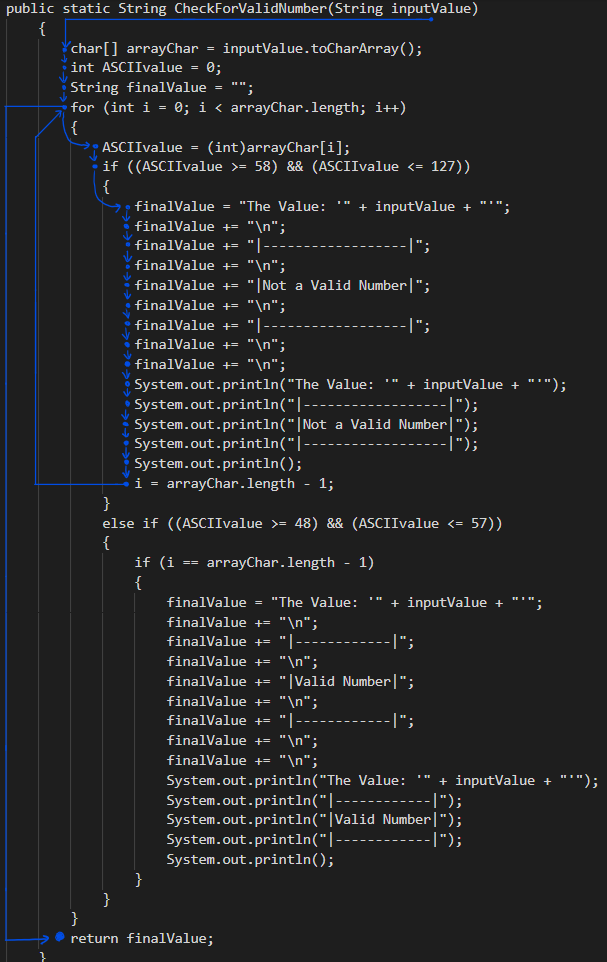 public static String CheckForValidNumber(String inputValue)
{
char[] arrayChar = inputValue.toCharArray();
int ASCIIvalue = 0;
String finalValue = "";
for (int i = 0; i < arrayChar.length; i++)
{
ASCIIvalue = (int)arrayChar[i];
if ((ASCIIvalue >= 58) && (ASCIIvalue <= 127))
{
finalValue = "The Value: '" + inputValue + "'";
finalValue += "\n";
finalValue += "|------------------|";
finalValue += "\n";
finalValue += "|Not a Valid Number|";
finalValue += "\n";
finalValue += "|------------------|";
finalValue += "\n";
finalValue += "\n";
System.out.println("The Value: '" + inputValue + "'");
System.out.println("|------------------|");
System.out.println("|Not a Valid Number|");
System.out.println("|------------------|");
System.out.println();
i = arrayChar.length - 1;
}
else if ((ASCIIvalue >= 48) && (ASCIIvalue <= 57))
{
if (i == arrayChar.length - 1)
{
finalValue = "The Value: '" + inputValue + "'";
finalValue += "\n";
finalValue += "|------------|";
finalValue += "\n";
finalValue += "|Valid Number|";
finalValue += "\n";
finalValue += "|------------|";
finalValue += "\n";
finalValue += "\n";
System.out.println("The Value: '" + inputValue + "'");
System.out.println("|------------|");
System.out.println("|Valid Number|");
System.out.println("|------------|");
System.out.println();
}
}
}
return finalValue;
}